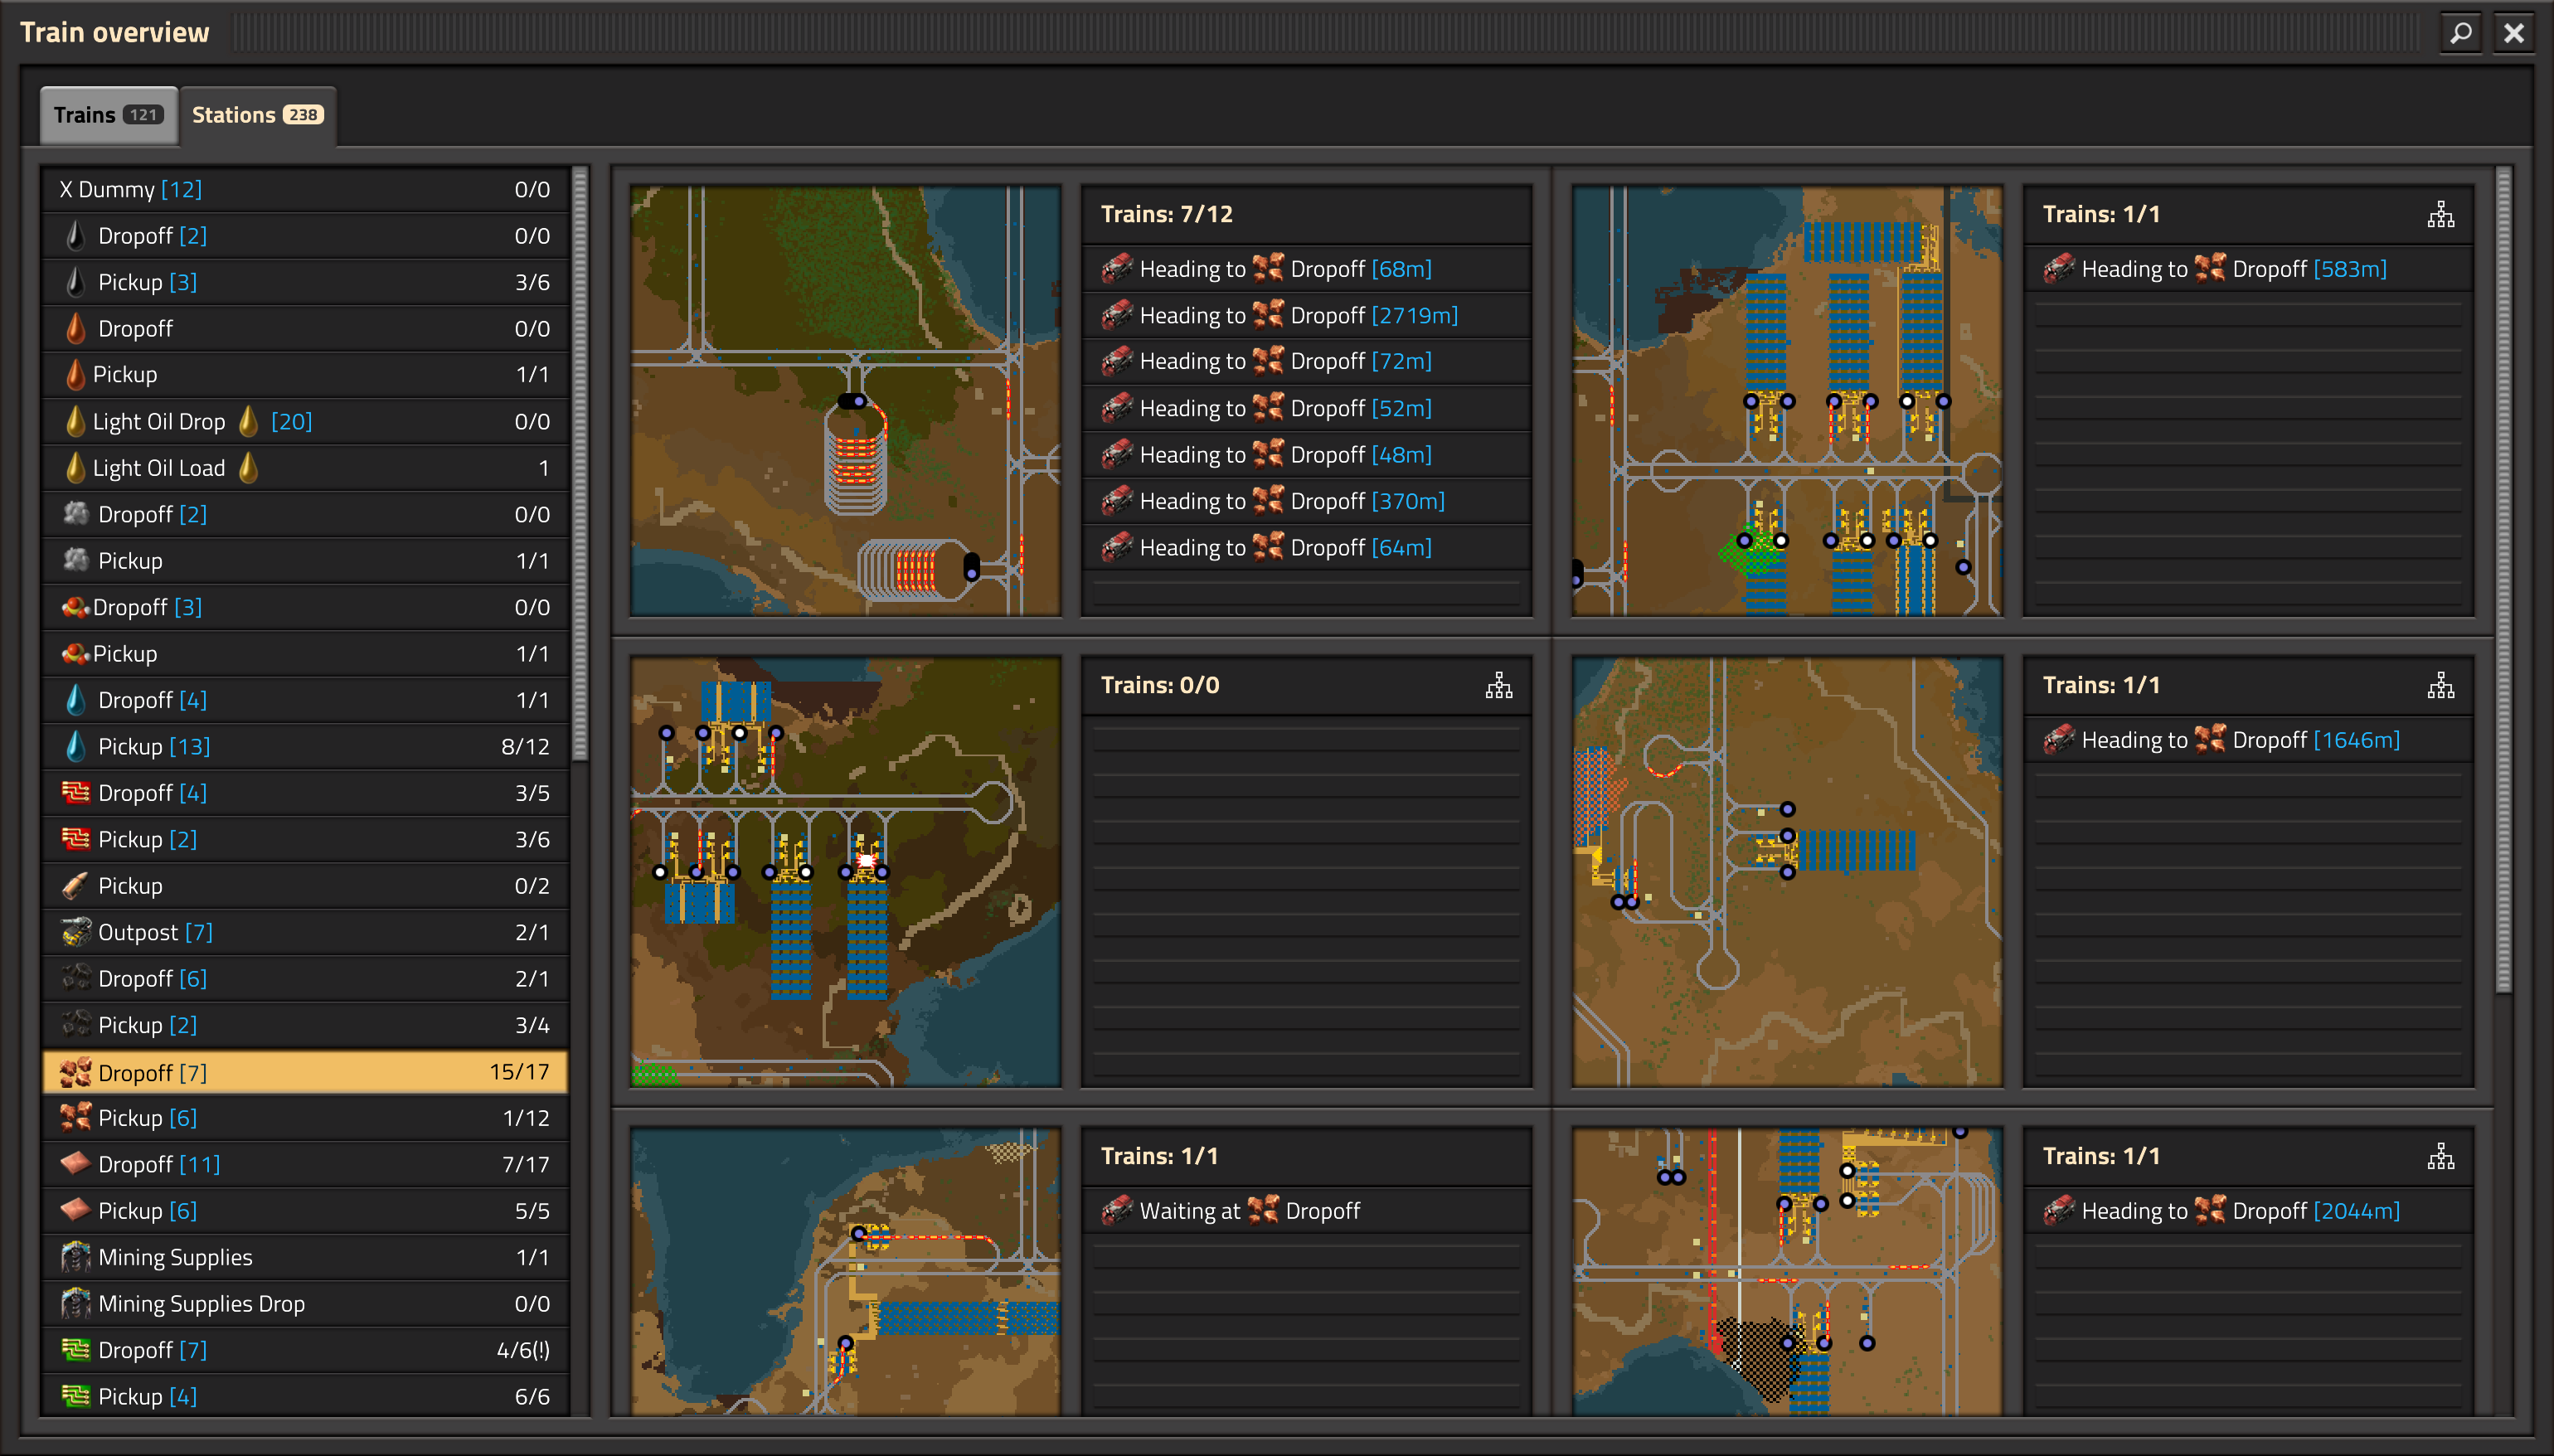 Train overview
Trains 121
Stations 238
X Dummy [12] 0/0
Dropoff [2] 0/0
Pickup [3] 3/6
Dropoff 0/0
Pickup 1/1
Light Oil Drop [20] 0/0
Light Oil Load 1
Dropoff [2] 0/0
Pickup 1/1
Dropoff [3] 0/0
Pickup 1/1
Dropoff [4] 1/1
Pickup [13] 8/12
Dropoff [4] 3/5
Pickup [2] 3/6
Pickup 0/2
Outpost [7] 2/1
Dropoff [6] 2/1
Pickup [2] 3/4
Dropoff [7] 15/17
Pickup [6] 1/12
Dropoff [11] 7/17
Pickup [6] 5/5
Mining Supplies 1/1
Mining Supplies Drop 0/0
Dropoff [7] 4/6(!)
Pickup [4] 6/6
Trains: 7/12
Heading to Dropoff [68m]
Heading to Dropoff [2719m]
Heading to Dropoff [72m]
Heading to Dropoff [52m]
Heading to Dropoff [48m]
Heading to Dropoff [370m]
Heading to Dropoff [64m]
Trains: 1/1
Heading to Dropoff [583m]
Trains: 0/0
Trains: 1/1
Heading to Dropoff [1646m]
Trains: 1/1
Waiting at Dropoff
Trains: 1/1
Heading to Dropoff [2044m]